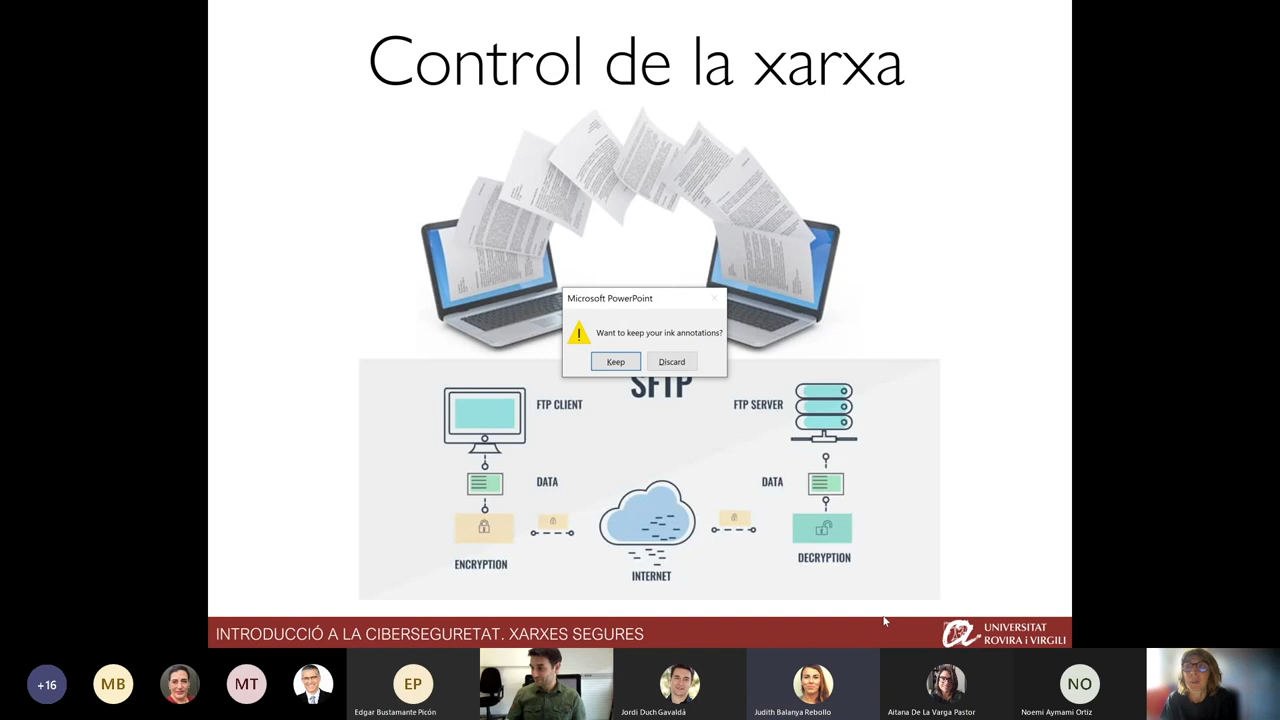 Control de la xarxa
Microsoft PowerPoint
Want to keep your ink annotations?
Keep
Discard
SFTP
FTP CLIENT
FTP SERVER
DATA
DATA
ENCRYPTION
INTERNET
DECRYPTION
INTRODUCCIÓ A LA CIBERSEGURETAT. XARXES SEGURES
UNIVERSITAT
ROVIRA i VIRGILI
+16
MB
MT
EP
NO
Edgar Bustamante Picón
Jordi Duch Gavaldà
Judith Balanya Rebollo
Aitana De La Varga Pastor
Noemi Aymami Ortiz